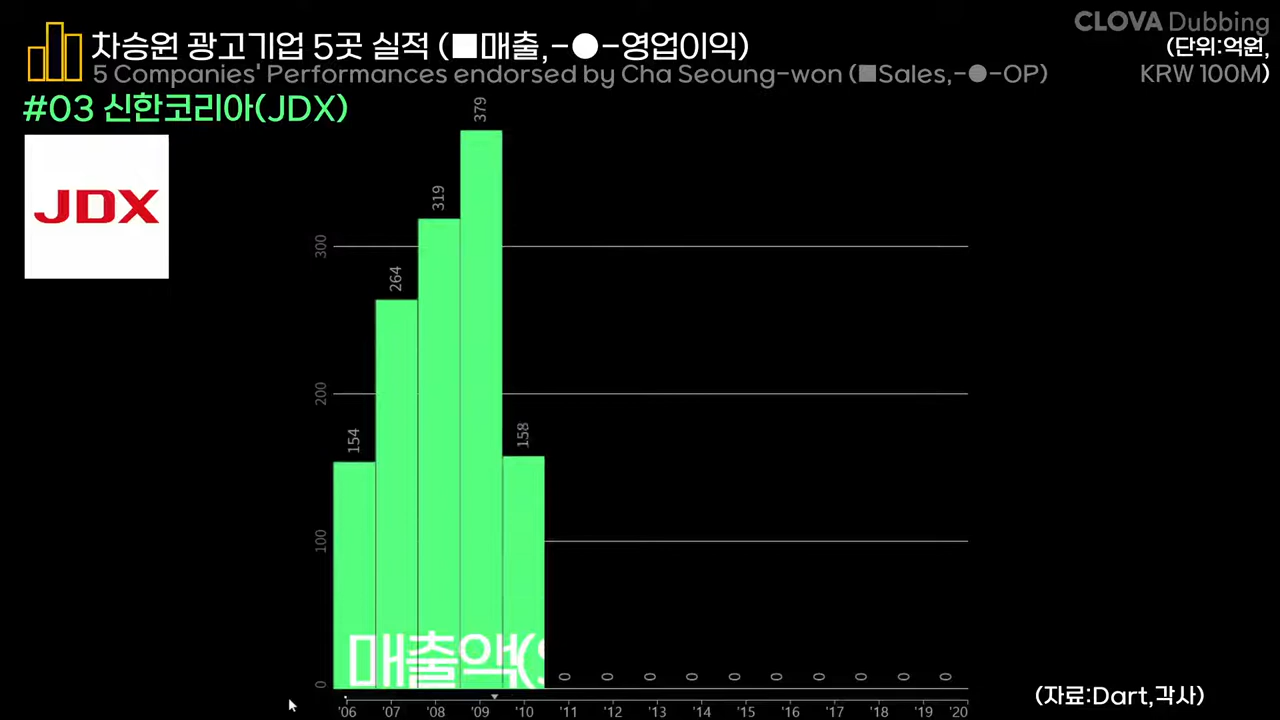 CLOVA Dubbing
차승원 광고기업 5곳 실적 (■매출,-●-영업이익)
(단위:억원,
5 Companies' Performances endorsed by Cha Seoung-won (■Sales,-●-OP)
KRW 100M)
#03 신한코리아(JDX)
JDX
379
319
300
264
200
158
154
100
매출액(S
0
0 0 0 0 0 0 0 0 0 0
'06 '07 '08 '09 '10 '11 '12 '13 '14 '15 '16 '17 '18 '19 '20
(자료:Dart,각사)